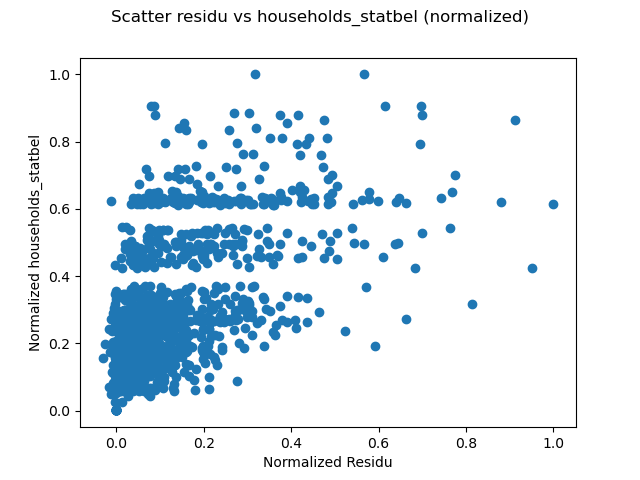 Scatter residu vs households_statbel (normalized)
1.0
0.8
0.6
0.4
0.2
0.0
Normalized households_statbel
0.0 0.2 0.4 0.6 0.8 1.0
Normalized Residu